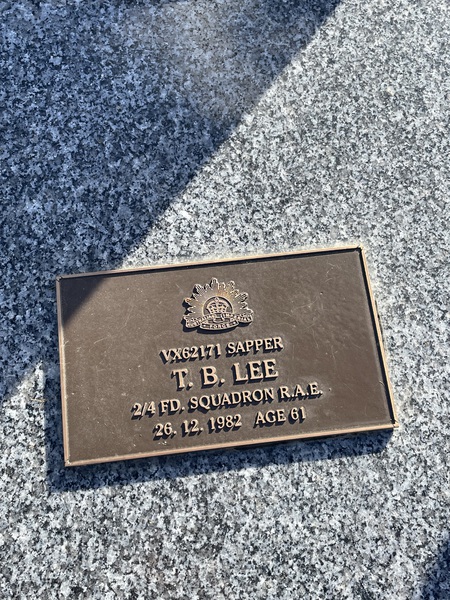 VX62171 SAPPER
T. B. LEE
2/4 FD. SQUADRON R.A.E.
26. 12. 1982 AGE 61